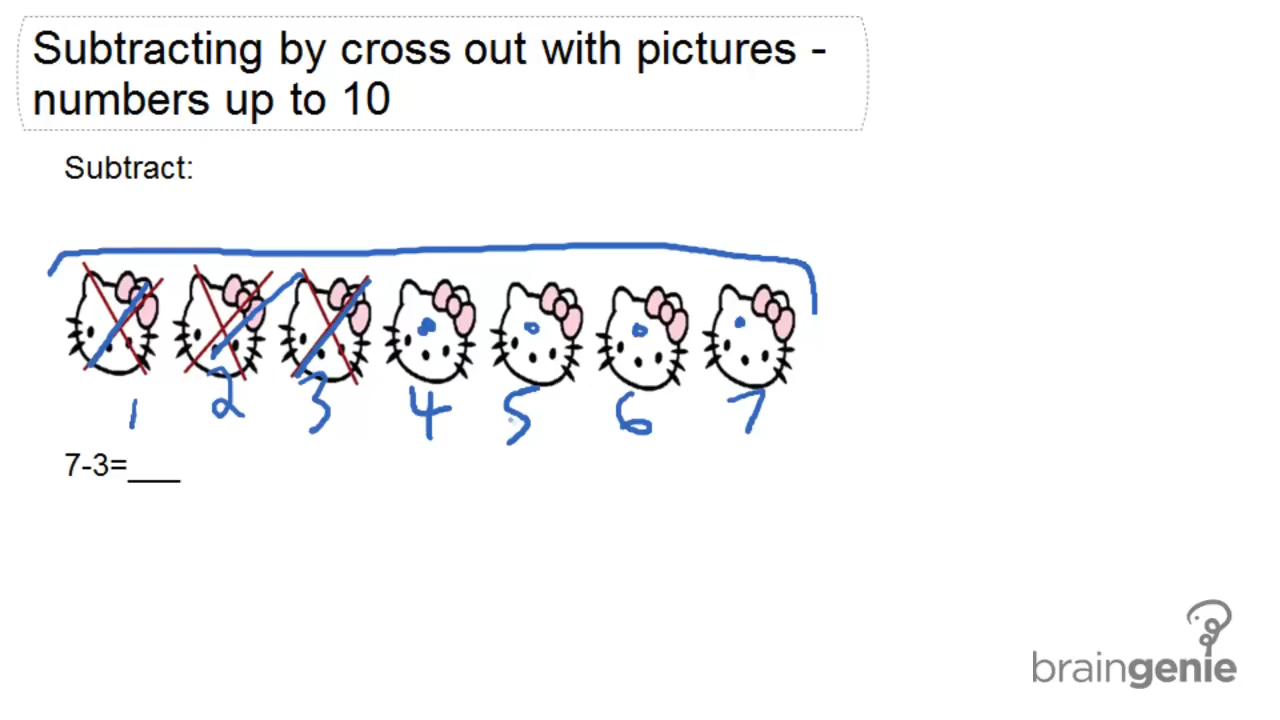 Subtracting by cross out with pictures -
numbers up to 10
Subtract:
1 2 3 4 5 6 7
7-3=___
braingenie